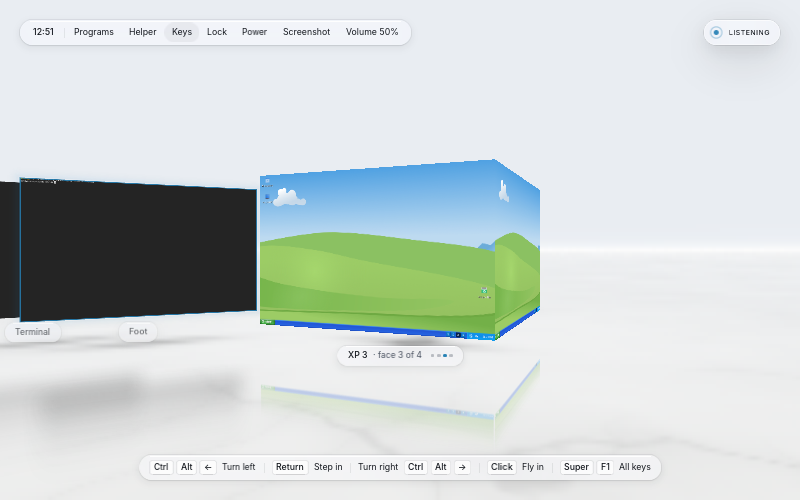 12:51 Programs Helper Keys Lock Power Screenshot Volume 50%
LISTENING
Terminal
Foot
XP 3 · face 3 of 4
Ctrl Alt ← Turn left Return Step in Turn right Ctrl Alt → Click Fly in Super F1 All keys